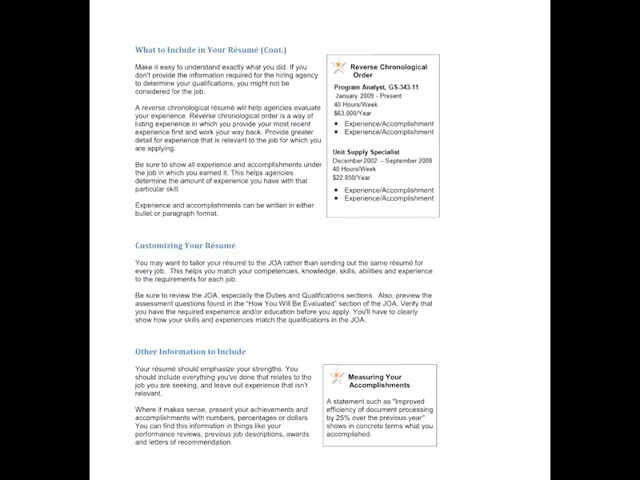 What to Include in Your Résumé (Cont.)
Make it easy to understand exactly what you did. If you
don't provide the information required for the hiring agency
to determine your qualifications, you might not be
considered for the job.
A reverse chronological résumé will help agencies evaluate
your experience. Reverse chronological order is a way of
listing experience in which you provide your most recent
experience first and work your way back. Provide greater
detail for experience that is relevant to the job for which you
are applying.
Be sure to show all experience and accomplishments under
the job in which you earned it. This helps agencies
determine the amount of experience you have with that
particular skill.
Experience and accomplishments can be written in either
bullet or paragraph format.
Reverse Chronological
Order
Program Analyst, GS-343-11
January 2009 - Present
40 Hours/Week
$63,000/Year
• Experience/Accomplishment
• Experience/Accomplishment
Unit Supply Specialist
December 2002 – September 2008
40 Hours/Week
$22,850/Year
• Experience/Accomplishment
• Experience/Accomplishment
Customizing Your Résumé
You may want to tailor your résumé to the JOA rather than sending out the same résumé for
every job. This helps you match your competencies, knowledge, skills, abilities and experience
to the requirements for each job.
Be sure to review the JOA, especially the Duties and Qualifications sections. Also, preview the
assessment questions found in the "How You Will Be Evaluated" section of the JOA. Verify that
you have the required experience and/or education before you apply. You'll have to clearly
show how your skills and experiences match the qualifications in the JOA.
Other Information to Include
Your résumé should emphasize your strengths. You
should include everything you've done that relates to the
job you are seeking, and leave out experience that isn't
relevant.
Where it makes sense, present your achievements and
accomplishments with numbers, percentages or dollars.
You can find this information in things like your
performance reviews, previous job descriptions, awards
and letters of recommendation.
Measuring Your
Accomplishments
A statement such as "Improved
efficiency of document processing
by 25% over the previous year"
shows in concrete terms what you
accomplished.